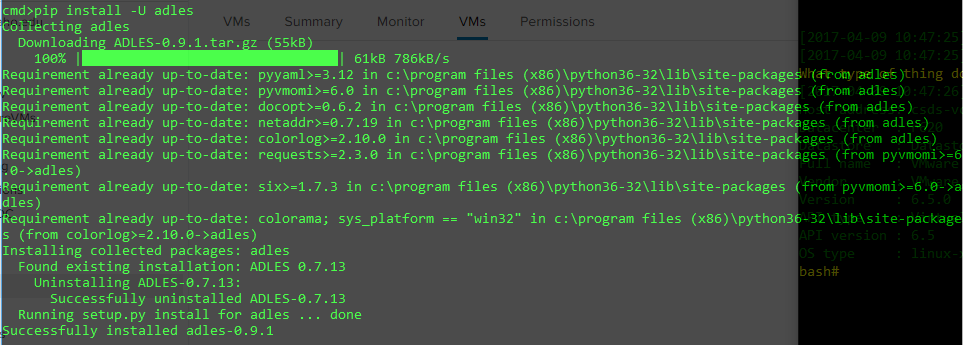 cmd>pip install -U adles
VMs Summary Monitor VMs Permissions
Collecting adles
Downloading ADLES-0.9.1.tar.gz (55kB)
100% |████████████████████████████████| 61kB 786kB/s
[2017-04-09 10:47:25]
[2017-04-09 10:47:25]
Requirement already up-to-date: pyyaml>=3.12 in c:\program files (x86)\python36-32\lib\site-packages (from adles)
Requirement already up-to-date: pyvmomi>=6.0 in c:\program files (x86)\python36-32\lib\site-packages (from adles)
Requirement already up-to-date: docopt>=0.6.2 in c:\program files (x86)\python36-32\lib\site-packages (from adles)
Requirement already up-to-date: netaddr>=0.7.19 in c:\program files (x86)\python36-32\lib\site-packages (from adles)
Requirement already up-to-date: colorlog>=2.10.0 in c:\program files (x86)\python36-32\lib\site-packages (from adles)
Requirement already up-to-date: requests>=2.3.0 in c:\program files (x86)\python36-32\lib\site-packages (from pyvmomi>=6
.0->adles)
Requirement already up-to-date: six>=1.7.3 in c:\program files (x86)\python36-32\lib\site-packages (from pyvmomi>=6.0->a
dles)
Version : 6.5.0
Requirement already up-to-date: colorama; sys_platform == "win32" in c:\program files (x86)\python36-32\lib\site-package
s (from colorlog>=2.10.0->adles)
API version : 6.5
Installing collected packages: adles
OS type : linux-
Found existing installation: ADLES 0.7.13
bash#
Uninstalling ADLES-0.7.13:
Successfully uninstalled ADLES-0.7.13
Running setup.py install for adles ... done
Successfully installed adles-0.9.1